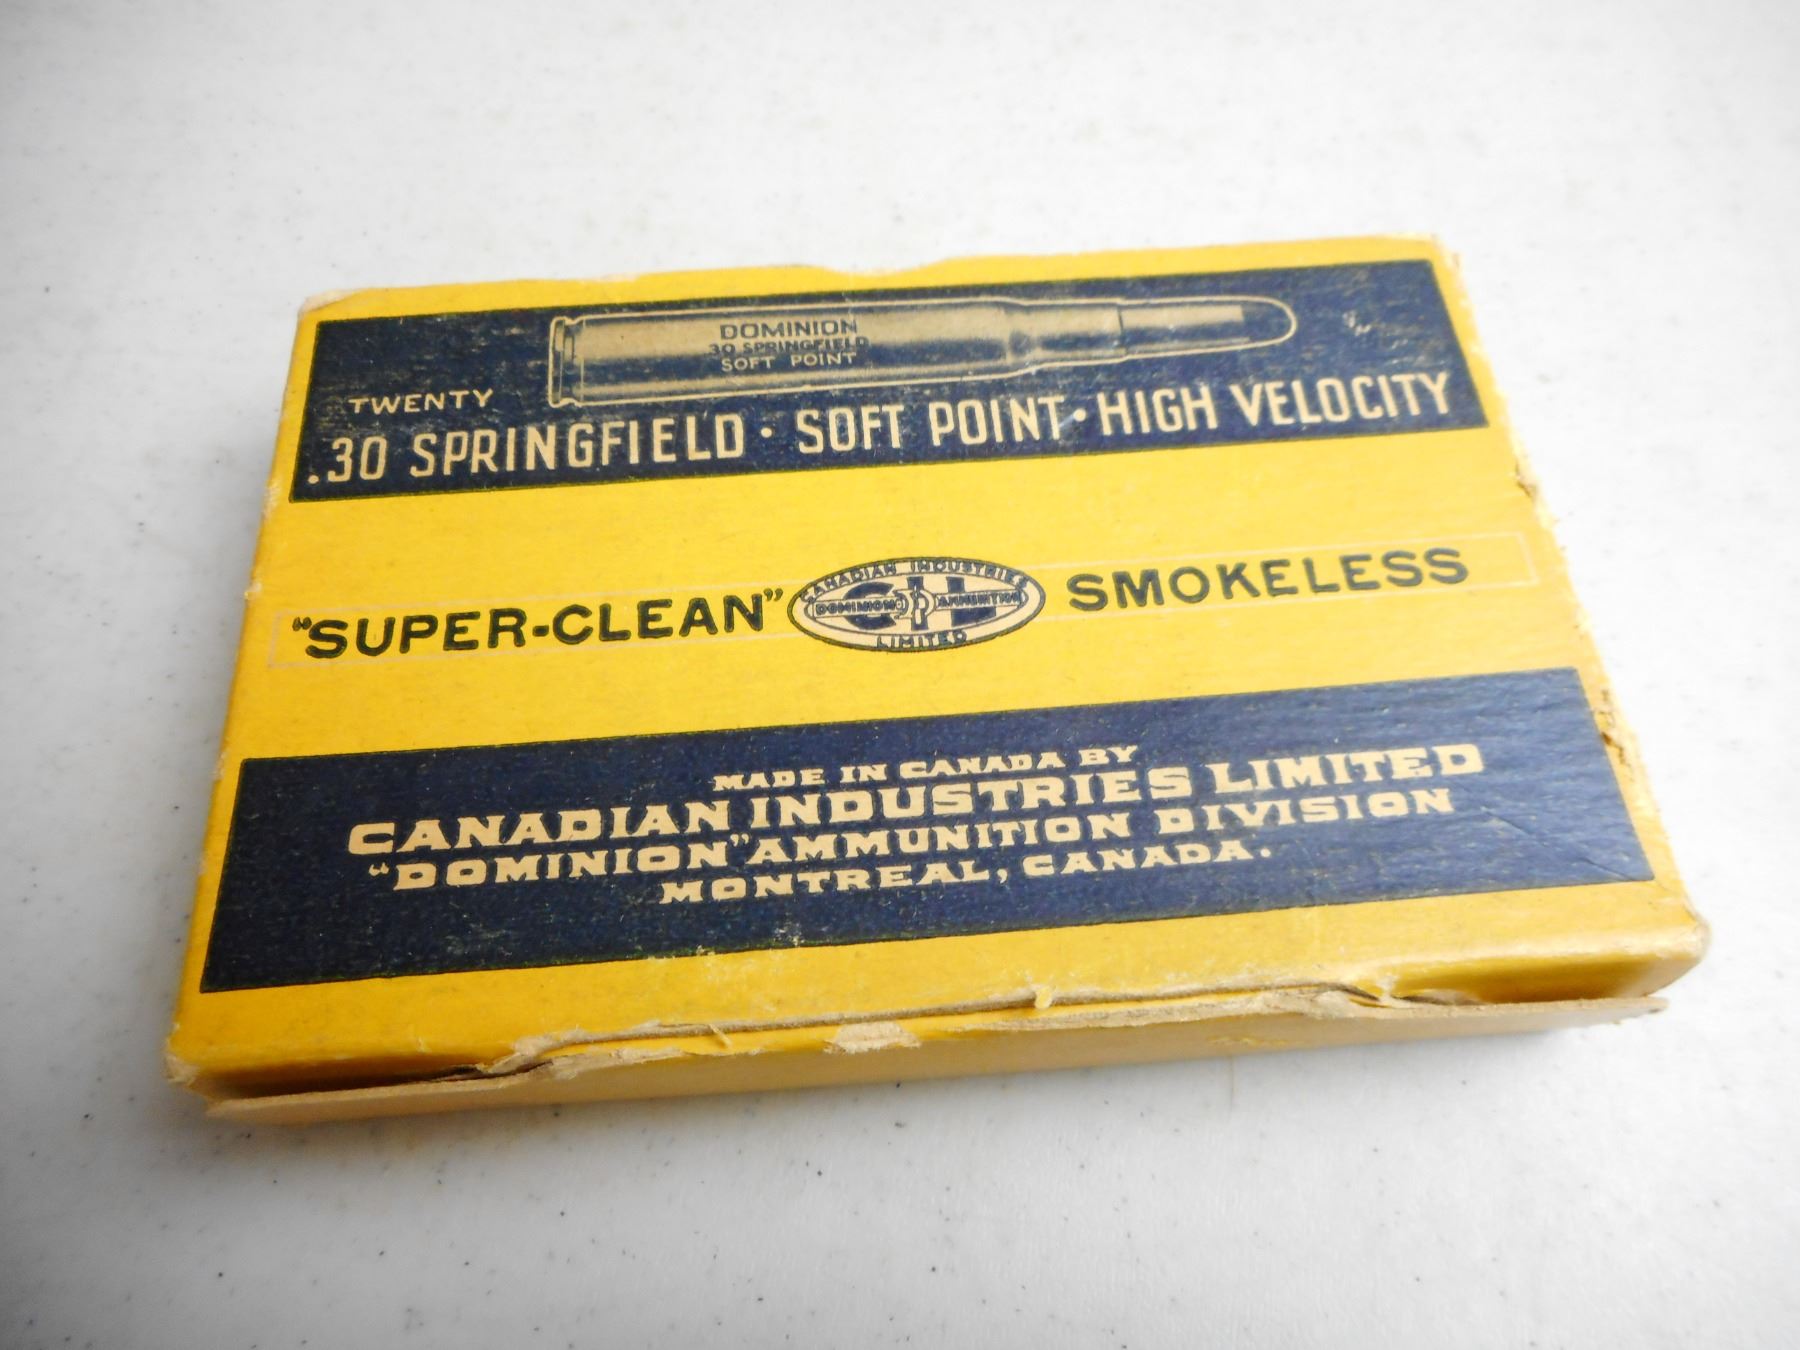 DOMINION
30 SPRINGFIELD
SOFT POINT
TWENTY
.30 SPRINGFIELD · SOFT POINT · HIGH VELOCITY
"SUPER-CLEAN" SMOKELESS
CANADIAN INDUSTRIES
CIL
DOMINION AMMUNITION
LIMITED
MADE IN CANADA BY
CANADIAN INDUSTRIES LIMITED
"DOMINION" AMMUNITION DIVISION
MONTREAL, CANADA.